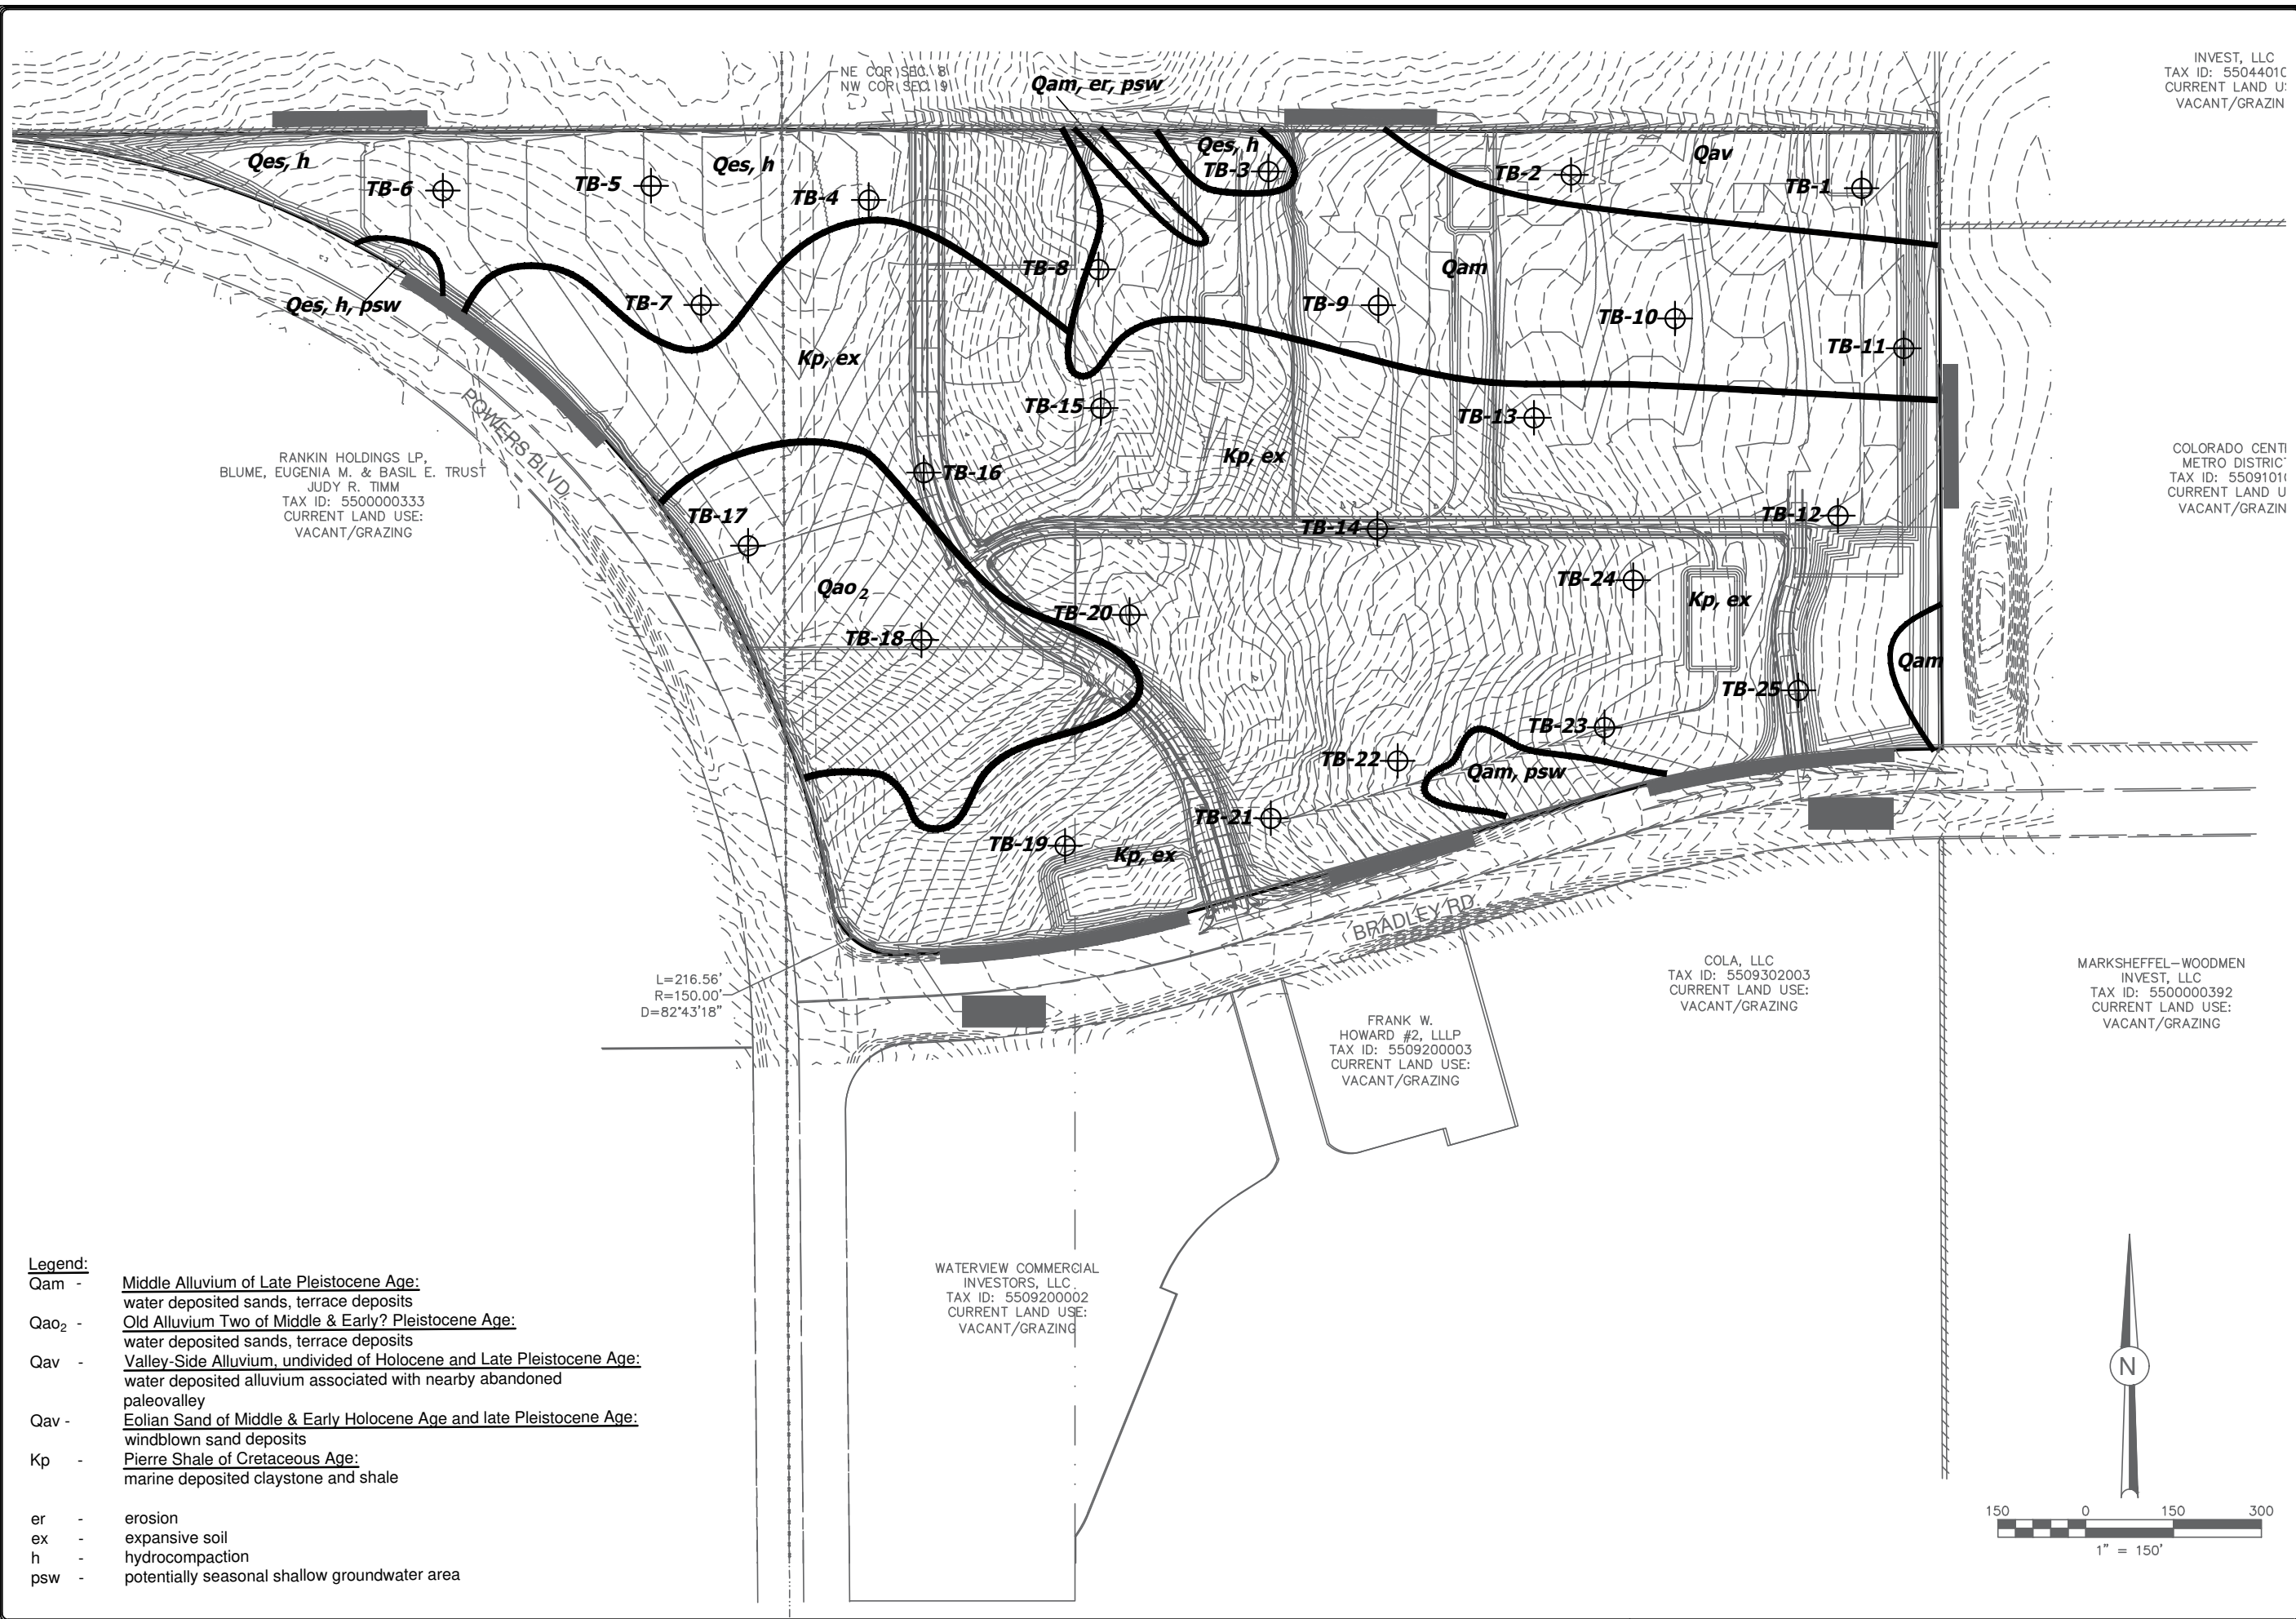 NE COR SEC. 8
NW COR SEC. 9
Qam, er, psw
INVEST, LLC
TAX ID: 55044010
CURRENT LAND U
VACANT/GRAZIN
Qes, h
Qes, h
Qes, h
Qav
TB-6
TB-5
TB-4
TB-3
TB-2
TB-1
Qes, h, psw
TB-7
TB-8
TB-9
Qam
TB-10
TB-11
Kp, ex
TB-15
TB-13
POWERS BLVD
RANKIN HOLDINGS LP,
BLUME, EUGENIA M. & BASIL E. TRUST
JUDY R. TIMM
TAX ID: 5500000333
CURRENT LAND USE:
VACANT/GRAZING
TB-16
Kp, ex
COLORADO CENT
METRO DISTRIC
TAX ID: 5509101
CURRENT LAND U
VACANT/GRAZIN
TB-17
TB-14
TB-12
Qao2
TB-24
Kp, ex
TB-20
TB-18
Qam
TB-25
TB-23
TB-22
Qam, psw
TB-21
TB-19
Kp, ex
BRADLEY RD
L=216.56'
R=150.00'
D=82°43'18"
COLA, LLC
TAX ID: 5509302003
CURRENT LAND USE:
VACANT/GRAZING
MARKSHEFFEL-WOODMEN
INVEST, LLC
TAX ID: 5500000392
CURRENT LAND USE:
VACANT/GRAZING
FRANK W.
HOWARD #2, LLLP
TAX ID: 5509200003
CURRENT LAND USE:
VACANT/GRAZING
WATERVIEW COMMERCIAL
INVESTORS, LLC
TAX ID: 5509200002
CURRENT LAND USE:
VACANT/GRAZING
Legend:
Qam - Middle Alluvium of Late Pleistocene Age:
water deposited sands, terrace deposits
Qao2 - Old Alluvium Two of Middle & Early? Pleistocene Age:
water deposited sands, terrace deposits
Qav - Valley-Side Alluvium, undivided of Holocene and Late Pleistocene Age:
water deposited alluvium associated with nearby abandoned
paleovalley
Qav - Eolian Sand of Middle & Early Holocene Age and late Pleistocene Age:
windblown sand deposits
Kp - Pierre Shale of Cretaceous Age:
marine deposited claystone and shale
er - erosion
ex - expansive soil
h - hydrocompaction
psw - potentially seasonal shallow groundwater area
N
150 0 150 300
1" = 150'